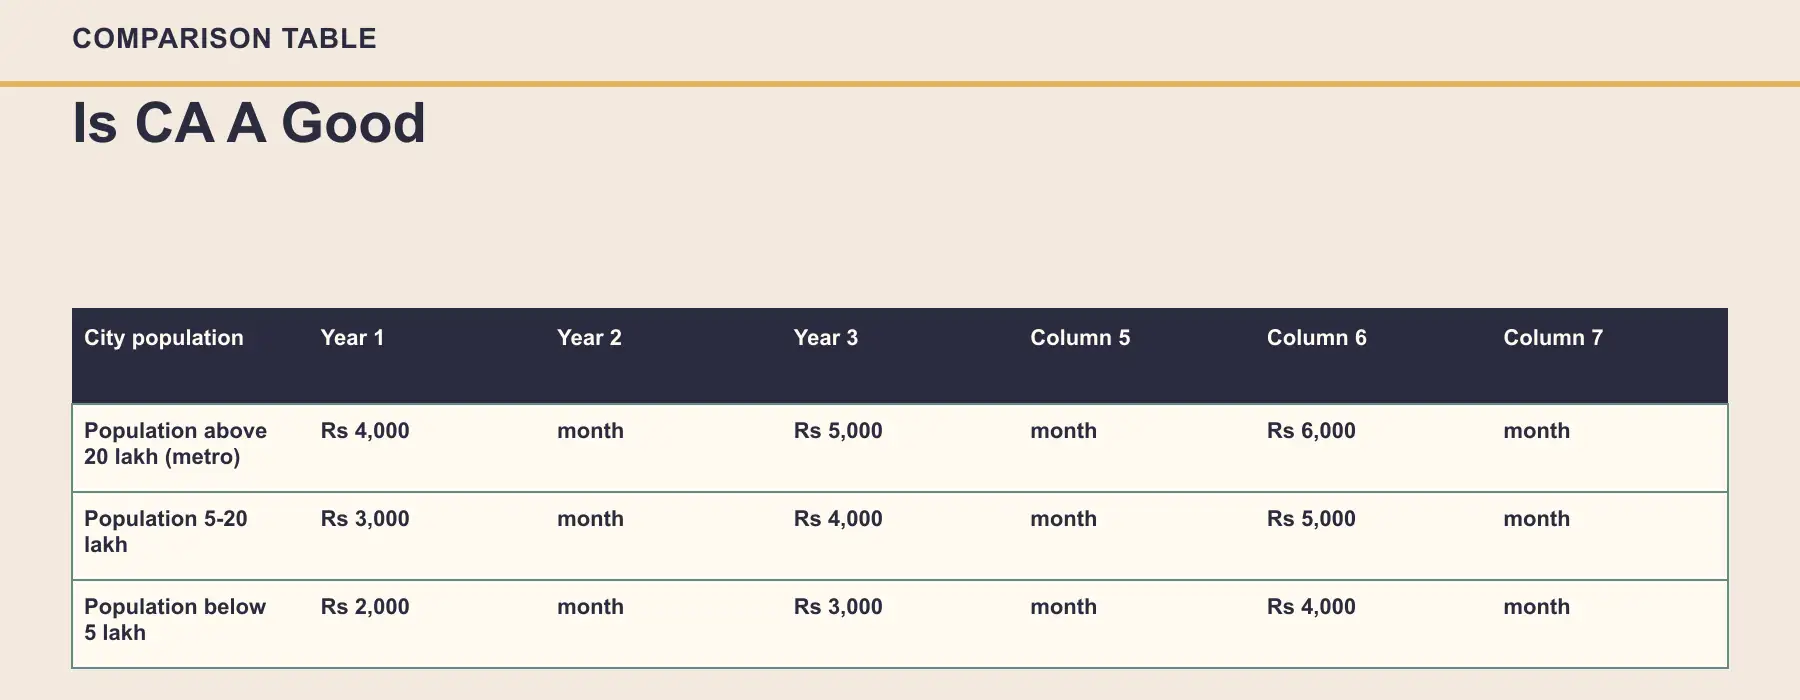 COMPARISON TABLE
Is CA A Good
City population Year 1 Year 2 Year 3 Column 5 Column 6 Column 7
Population above Rs 4,000 month Rs 5,000 month Rs 6,000 month
20 lakh (metro)
Population 5-20 Rs 3,000 month Rs 4,000 month Rs 5,000 month
lakh
Population below Rs 2,000 month Rs 3,000 month Rs 4,000 month
5 lakh